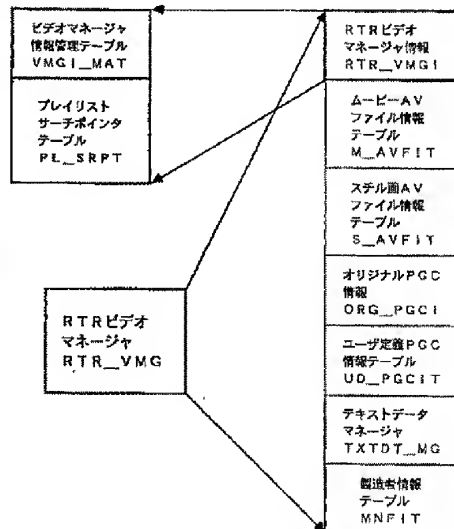 ビデオマネージャ
情報管理テーブル
VMGI_MAT
プレイリスト
サーチポインタ
テーブル
PL_SRPT
RTRビデオ
マネージャ
RTR_VMG
RTRビデオ
マネージャ情報
RTR_VMGI
ムービーAV
ファイル情報
テーブル
M_AVFIT
スチル画AV
ファイル情報
テーブル
S_AVFIT
オリジナルPGC
情報
ORG_PGCI
ユーザ定義PGC
情報テーブル
UD_PGCIT
テキストデータ
マネージャ
TXTDT_MG
製造者情報
テーブル
MNFIT